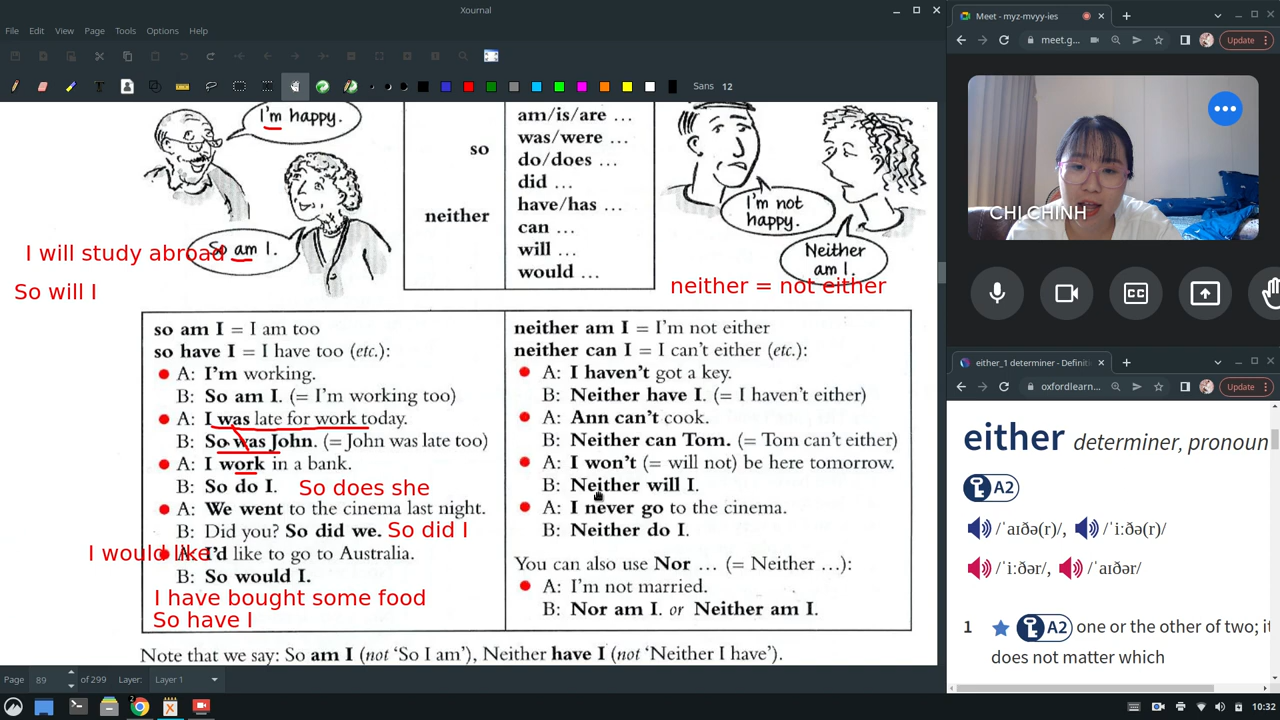 Xournal
File Edit View Page Tools Options Help
Sans 12
I'm happy.
So am I.
so
neither
am/is/are …
was/were …
do/does …
did …
have/has …
can …
will …
would …
I'm not happy.
Neither am I.
I will study abroad
So will I
neither = not either
so am I = I am too
so have I = I have too (etc.):
A: I'm working.
B: So am I. (= I'm working too)
A: I was late for work today.
B: So was John. (= John was late too)
A: I work in a bank.
B: So do I. So does she
A: We went to the cinema last night.
B: Did you? So did we. So did I
I would like
A: I'd like to go to Australia.
B: So would I.
I have bought some food
So have I
neither am I = I'm not either
neither can I = I can't either (etc.):
A: I haven't got a key.
B: Neither have I. (= I haven't either)
A: Ann can't cook.
B: Neither can Tom. (= Tom can't either)
A: I won't (= will not) be here tomorrow.
B: Neither will I.
A: I never go to the cinema.
B: Neither do I.
You can also use Nor … (= Neither …):
A: I'm not married.
B: Nor am I. or Neither am I.
Note that we say: So am I (not 'So I am'), Neither have I (not 'Neither I have').
Page 89 of 299 Layer: Layer 1
Meet - myz-mvyy-ies
meet.g… Update
CHI CHINH
CC
either_1 determiner - Definit
oxfordlearn… Update
either determiner, pronoun
A2
/ˈaɪðə(r)/, /ˈiːðə(r)/
/ˈiːðər/, /ˈaɪðər/
1 A2 one or the other of two; it
does not matter which
2
10:32